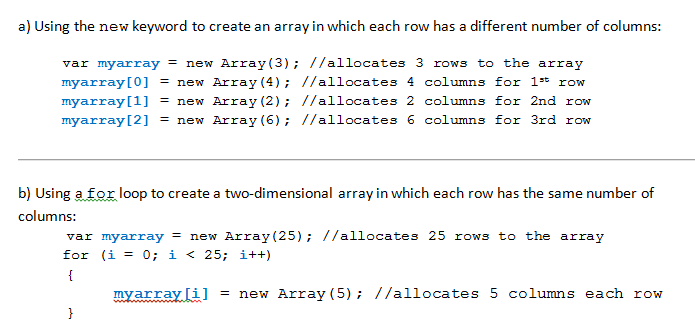 a) Using the new keyword to create an array in which each row has a different number of columns:
var myarray = new Array(3); //allocates 3 rows to the array
myarray[0] = new Array(4); //allocates 4 columns for 1st row
myarray[1] = new Array(2); //allocates 2 columns for 2nd row
myarray[2] = new Array(6); //allocates 6 columns for 3rd row
b) Using a for loop to create a two-dimensional array in which each row has the same number of
columns:
var myarray = new Array(25); //allocates 25 rows to the array
for (i = 0; i < 25; i++)
{
myarray[i] = new Array(5); //allocates 5 columns each row
}